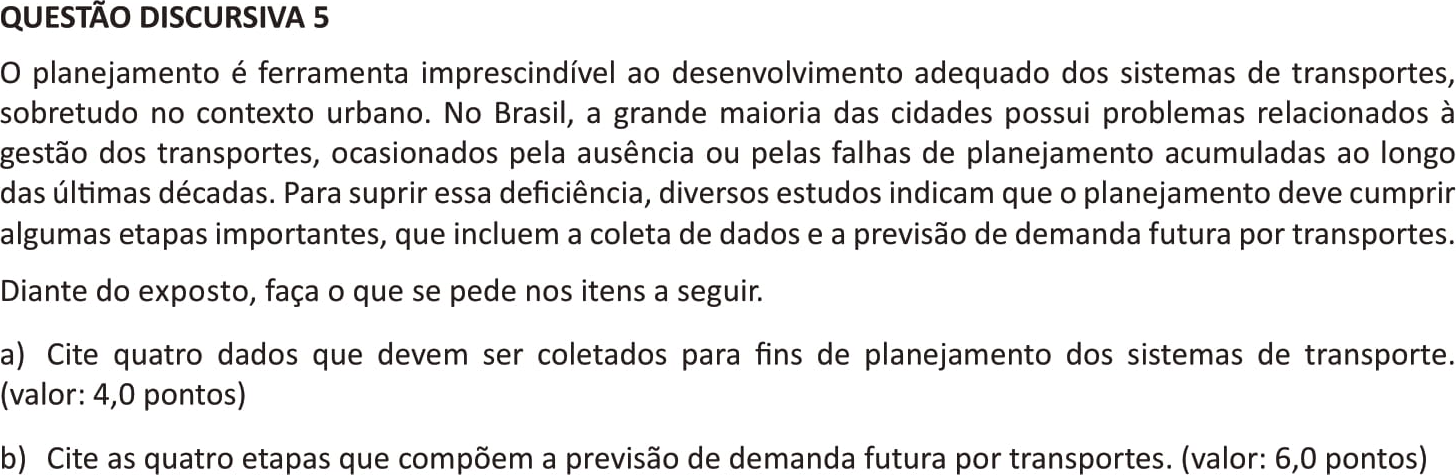 QUESTÃO DISCURSIVA 5
O planejamento é ferramenta imprescindível ao desenvolvimento adequado dos sistemas de transportes,
sobretudo no contexto urbano. No Brasil, a grande maioria das cidades possui problemas relacionados à
gestão dos transportes, ocasionados pela ausência ou pelas falhas de planejamento acumuladas ao longo
das últimas décadas. Para suprir essa deficiência, diversos estudos indicam que o planejamento deve cumprir
algumas etapas importantes, que incluem a coleta de dados e a previsão de demanda futura por transportes.
Diante do exposto, faça o que se pede nos itens a seguir.
a) Cite quatro dados que devem ser coletados para fins de planejamento dos sistemas de transporte.
(valor: 4,0 pontos)
b) Cite as quatro etapas que compõem a previsão de demanda futura por transportes. (valor: 6,0 pontos)